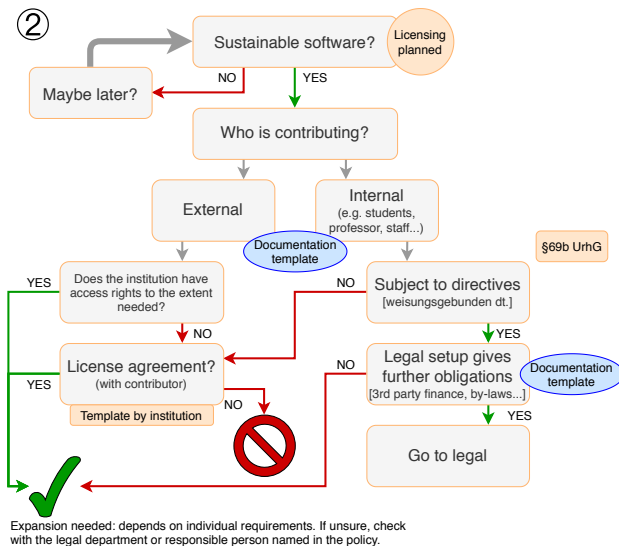 2
Sustainable software?
Licensing
planned
NO
YES
Maybe later?
Who is contributing?
External
Internal
(e.g. students,
professor, staff...)
Documentation
template
§69b UrhG
YES
Does the institution have
access rights to the extent
needed?
NO
Subject to directives
[weisungsgebunden dt.]
NO
YES
YES
License agreement?
(with contributor)
NO
Template by institution
NO
Legal setup gives
further obligations
[3rd party finance, by-laws...]
Documentation
template
YES
Go to legal
Expansion needed: depends on individual requirements. If unsure, check
with the legal department or responsible person named in the policy.